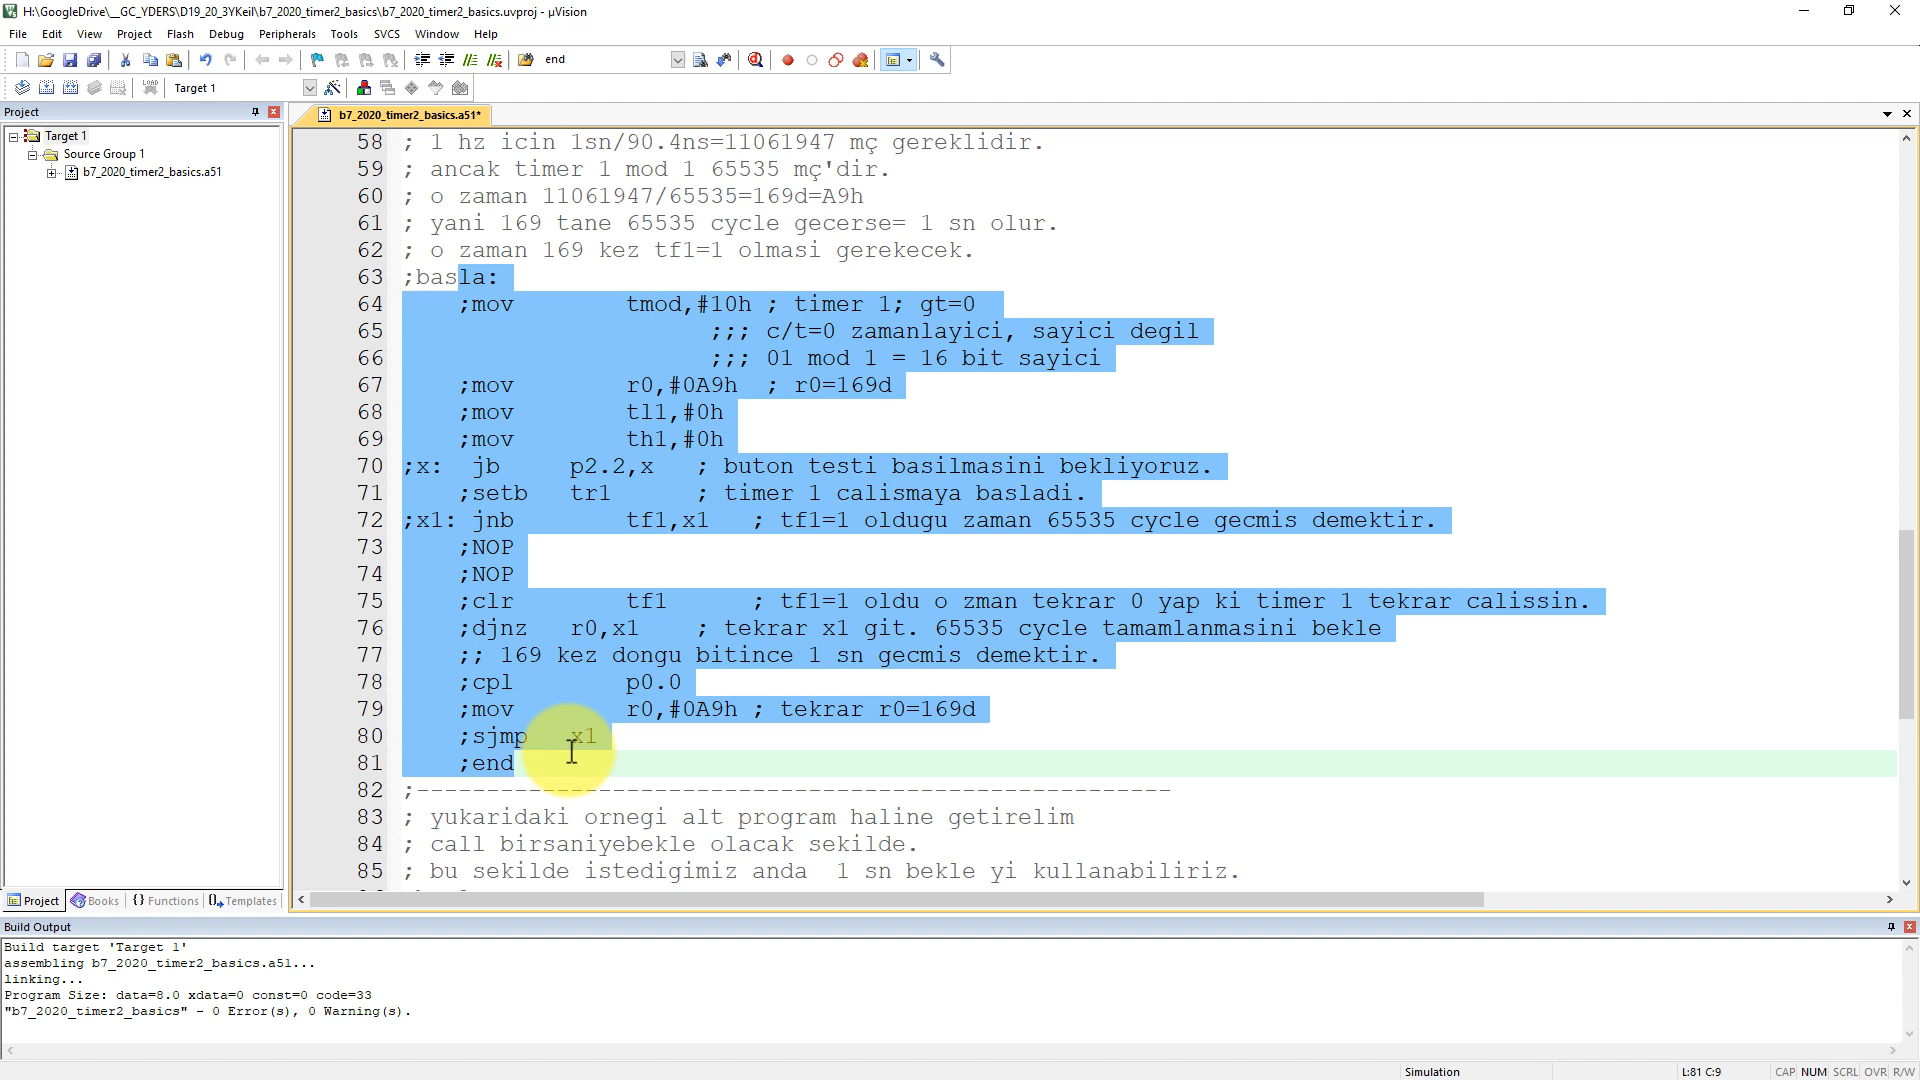 H:\GoogleDrive\__GC_YDERS\D19_20_3YKeil\b7_2020_timer2_basics\b7_2020_timer2_basics.uvproj - µVision
File Edit View Project Flash Debug Peripherals Tools SVCS Window Help
end
LOAD Target 1
Project
b7_2020_timer2_basics.a51*
Target 1
Source Group 1
b7_2020_timer2_basics.a51
58 ; 1 hz icin 1sn/90.4ns=11061947 mç gereklidir.
59 ; ancak timer 1 mod 1 65535 mç'dir.
60 ; o zaman 11061947/65535=169d=A9h
61 ; yani 169 tane 65535 cycle gecerse= 1 sn olur.
62 ; o zaman 169 kez tf1=1 olmasi gerekecek.
63 ;basla:
64 ;mov tmod,#10h ; timer 1; gt=0
65 ;;; c/t=0 zamanlayici, sayici degil
66 ;;; 01 mod 1 = 16 bit sayici
67 ;mov r0,#0A9h ; r0=169d
68 ;mov tl1,#0h
69 ;mov th1,#0h
70 ;x: jb p2.2,x ; buton testi basilmasini bekliyoruz.
71 ;setb tr1 ; timer 1 calismaya basladi.
72 ;x1: jnb tf1,x1 ; tf1=1 oldugu zaman 65535 cycle gecmis demektir.
73 ;NOP
74 ;NOP
75 ;clr tf1 ; tf1=1 oldu o zman tekrar 0 yap ki timer 1 tekrar calissin.
76 ;djnz r0,x1 ; tekrar x1 git. 65535 cycle tamamlanmasini bekle
77 ;; 169 kez dongu bitince 1 sn gecmis demektir.
78 ;cpl p0.0
79 ;mov r0,#0A9h ; tekrar r0=169d
80 ;sjmp x1
81 ;end
82 ;------------------------------------------------------
83 ; yukaridaki ornegi alt program haline getirelim
84 ; call birsaniyebekle olacak sekilde.
85 ; bu sekilde istedigimiz anda 1 sn bekle yi kullanabiliriz.
Project Books {} Functions Templates
Build Output
Build target 'Target 1'
assembling b7_2020_timer2_basics.a51...
linking...
Program Size: data=8.0 xdata=0 const=0 code=33
"b7_2020_timer2_basics" - 0 Error(s), 0 Warning(s).
Simulation L:81 C:9 CAP NUM SCRL OVR R/W